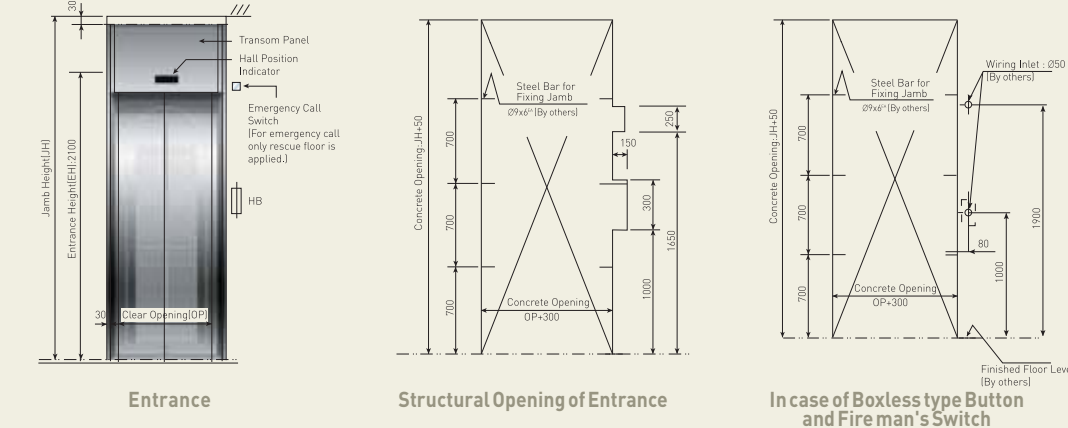 30
Transom Panel
Hall Position
Indicator
Emergency Call
Switch
(For emergency call
only rescue floor is
applied.)
HB
Jamb Height(JH)
Entrance Height(EH):2100
30
Clear Opening(OP)
Entrance
Concrete Opening:JH+50
700
700
700
Steel Bar for
Fixing Jamb
Ø9x6EA (By others)
250
150
300
1650
1000
Concrete Opening
OP+300
Structural Opening of Entrance
Concrete Opening:JH+50
700
700
700
Steel Bar for
Fixing Jamb
Ø9x6EA (By others)
Wiring Inlet : Ø50
(By others)
80
1900
1000
Concrete Opening
OP+300
Finished Floor Leve
(By others)
In case of Boxless type Button
and Fire man's Switch